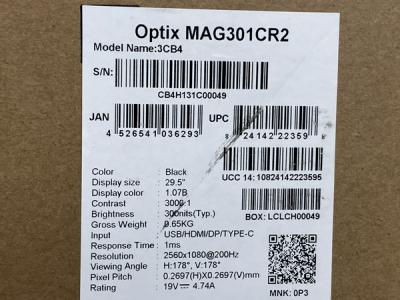 Optix MAG301CR2
Model Name:3CB4
S/N:
CB4H131C00049
JAN
4 526541 036293
UPC
8 24142 22359
UCC 14: 10824142223595
BOX: LCLCH00049
Color : Black
Display size : 29.5"
Display color : 1.07B
Contrast : 3000:1
Brightness : 300nits(Typ.)
Gross Weight : 9.65KG
Input : USB/HDMI/DP/TYPE-C
Response Time : 1ms
Resolution : 2560x1080@200Hz
Viewing Angle : H:178°, V:178°
Pixel Pitch : 0.2697(H)X0.2697(V)mm
Rating : 19V⎓4.74A
MNK: 0P3